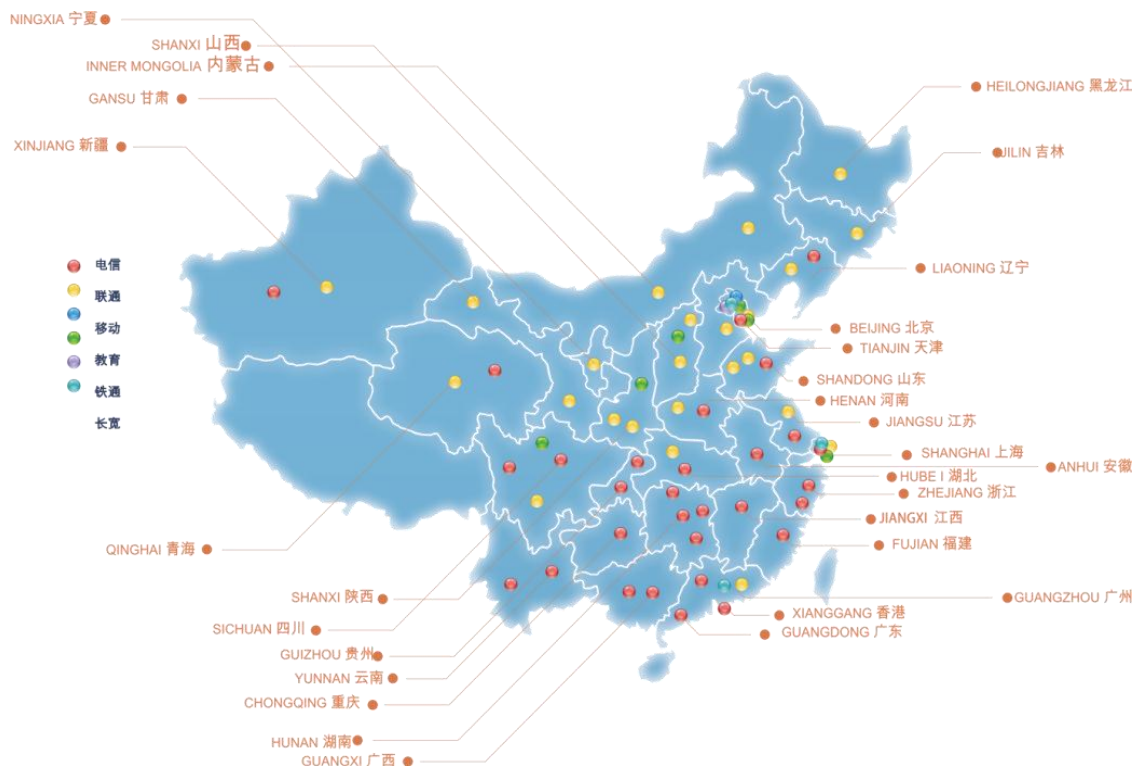 NINGXIA 宁夏
SHANXI 山西
INNER MONGOLIA 内蒙古
GANSU 甘肃
XINJIANG 新疆
HEILONGJIANG 黑龙江
JILIN 吉林
电信
联通
移动
教育
铁通
长宽
LIAONING 辽宁
BEIJING 北京
TIANJIN 天津
SHANDONG 山东
HENAN 河南
JIANGSU 江苏
SHANGHAI 上海
ANHUI 安徽
HUBE I 湖北
ZHEJIANG 浙江
JIANGXI 江西
FUJIAN 福建
QINGHAI 青海
SHANXI 陕西
SICHUAN 四川
GUIZHOU 贵州
YUNNAN 云南
CHONGQING 重庆
HUNAN 湖南
GUANGXI 广西
GUANGZHOU 广州
XIANGGANG 香港
GUANGDONG 广东